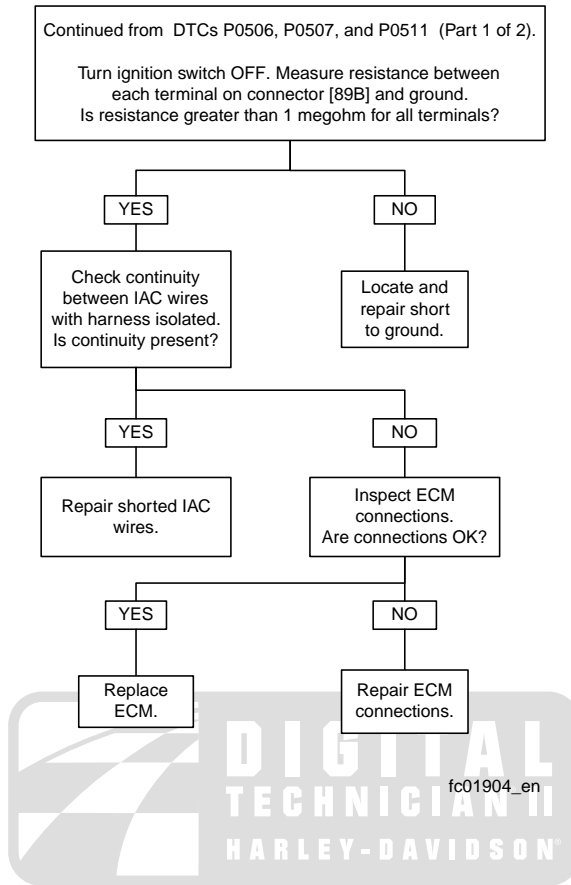 Continued from DTCs P0506, P0507, and P0511 (Part 1 of 2).
Turn ignition switch OFF. Measure resistance between
each terminal on connector [89B] and ground.
Is resistance greater than 1 megohm for all terminals?
YES
NO
Check continuity
between IAC wires
with harness isolated.
Is continuity present?
Locate and
repair short
to ground.
YES
NO
Repair shorted IAC
wires.
Inspect ECM
connections.
Are connections OK?
YES
NO
Replace
ECM.
Repair ECM
connections.
DIGITAL
fc01904_en
TECHNICIAN II
HARLEY-DAVIDSON®